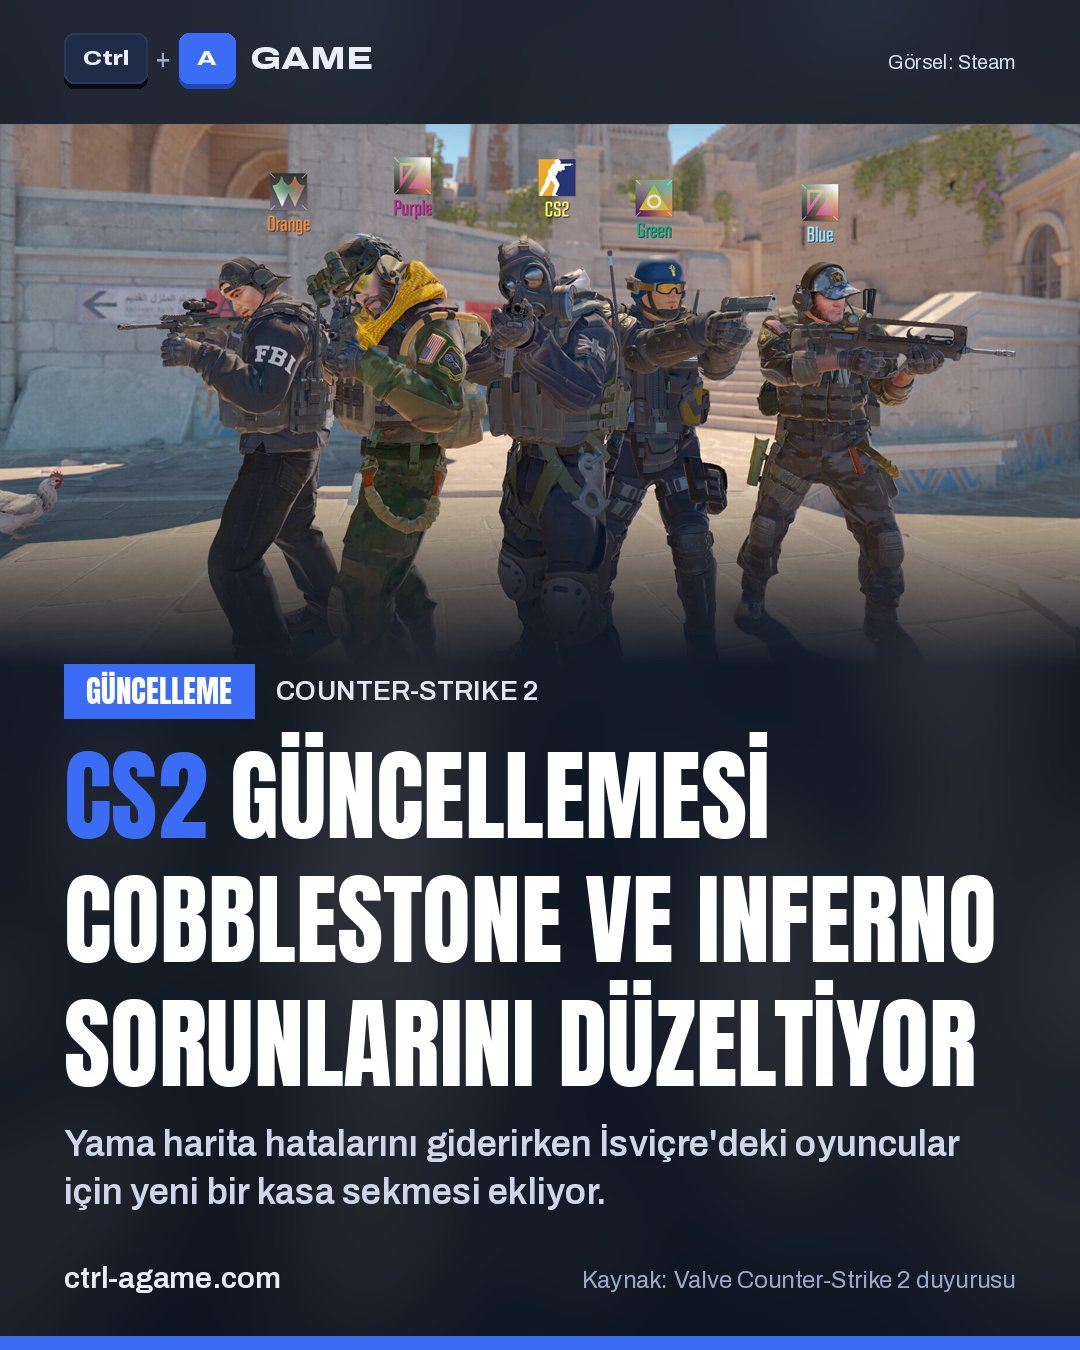 Ctrl + A GAME
Görsel: Steam
Orange
Purple
CS2
Green
Blue
FBI
GÜNCELLEME COUNTER-STRIKE 2
CS2 GÜNCELLEMESİ
COBBLESTONE VE INFERNO
SORUNLARINI DÜZELTİYOR
Yama harita hatalarını giderirken İsviçre'deki oyuncular
için yeni bir kasa sekmesi ekliyor.
ctrl-agame.com
Kaynak: Valve Counter-Strike 2 duyurusu